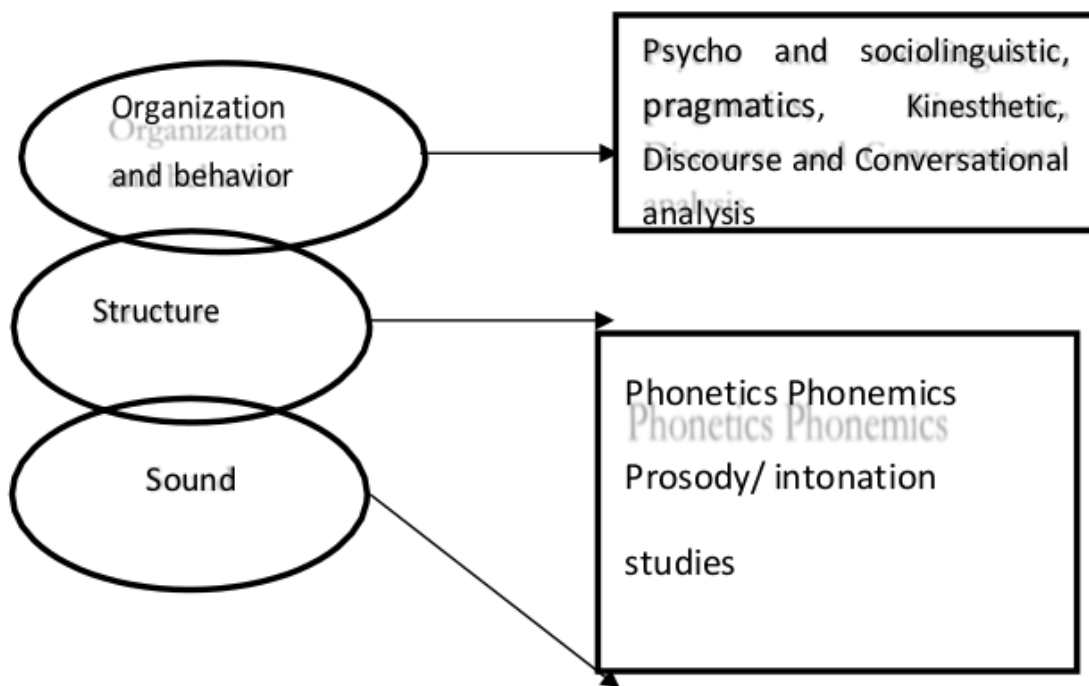 Organization
and behavior
Psycho and sociolinguistic,
pragmatics, Kinesthetic,
Discourse and Conversational
analysis
Structure
Sound
Phonetics Phonemics
Prosody/ intonation
studies